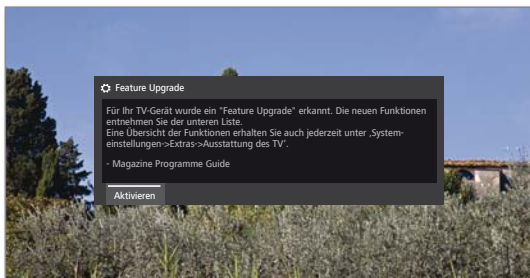 Feature Upgrade
Für Ihr TV-Gerät wurde ein "Feature Upgrade" erkannt. Die neuen Funktionen
entnehmen Sie der unteren Liste.
Eine Übersicht der Funktionen erhalten Sie auch jederzeit unter ‚System-
einstellungen->Extras->Ausstattung des TV‘.
- Magazine Programme Guide
Aktivieren